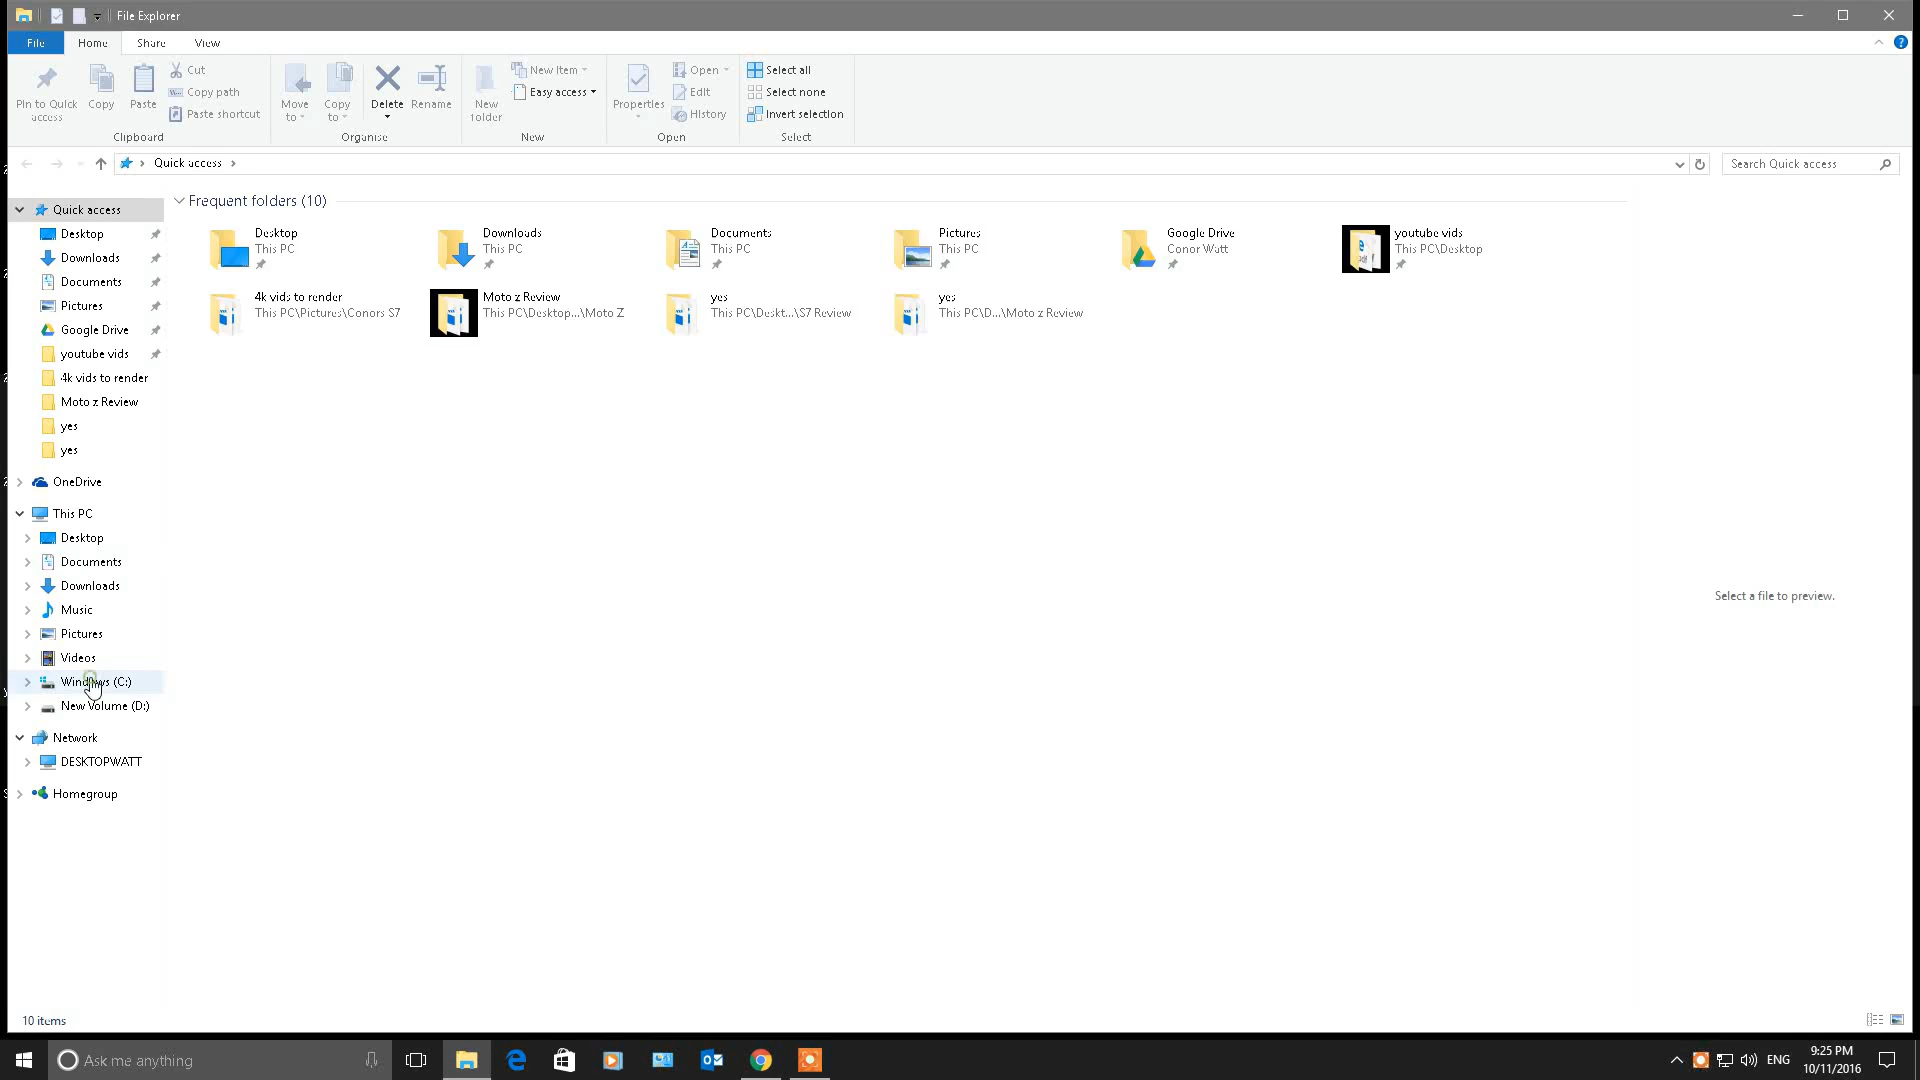 File Explorer
File Home Share View
Pin to Quick access
Copy
Paste
Cut
Copy path
Paste shortcut
Clipboard
Move to
Copy to
Delete
Rename
Organise
New folder
New Item
Easy access
New
Properties
Open
Edit
History
Open
Select all
Select none
Invert selection
Select
Quick access
Search Quick access
Quick access
Desktop
Downloads
Documents
Pictures
Google Drive
youtube vids
4k vids to render
Moto z Review
yes
yes
OneDrive
This PC
Desktop
Documents
Downloads
Music
Pictures
Videos
Windows (C:)
New Volume (D:)
Network
DESKTOPWATT
Homegroup
Frequent folders (10)
Desktop
This PC
Downloads
This PC
Documents
This PC
Pictures
This PC
Google Drive
Conor Watt
youtube vids
This PC\Desktop
4k vids to render
This PC\Pictures\Conors S7
Moto z Review
This PC\Desktop...\Moto Z
yes
This PC\Deskt...\S7 Review
yes
This PC\D...\Moto z Review
Select a file to preview.
10 items
Ask me anything
ENG
9:25 PM
10/11/2016